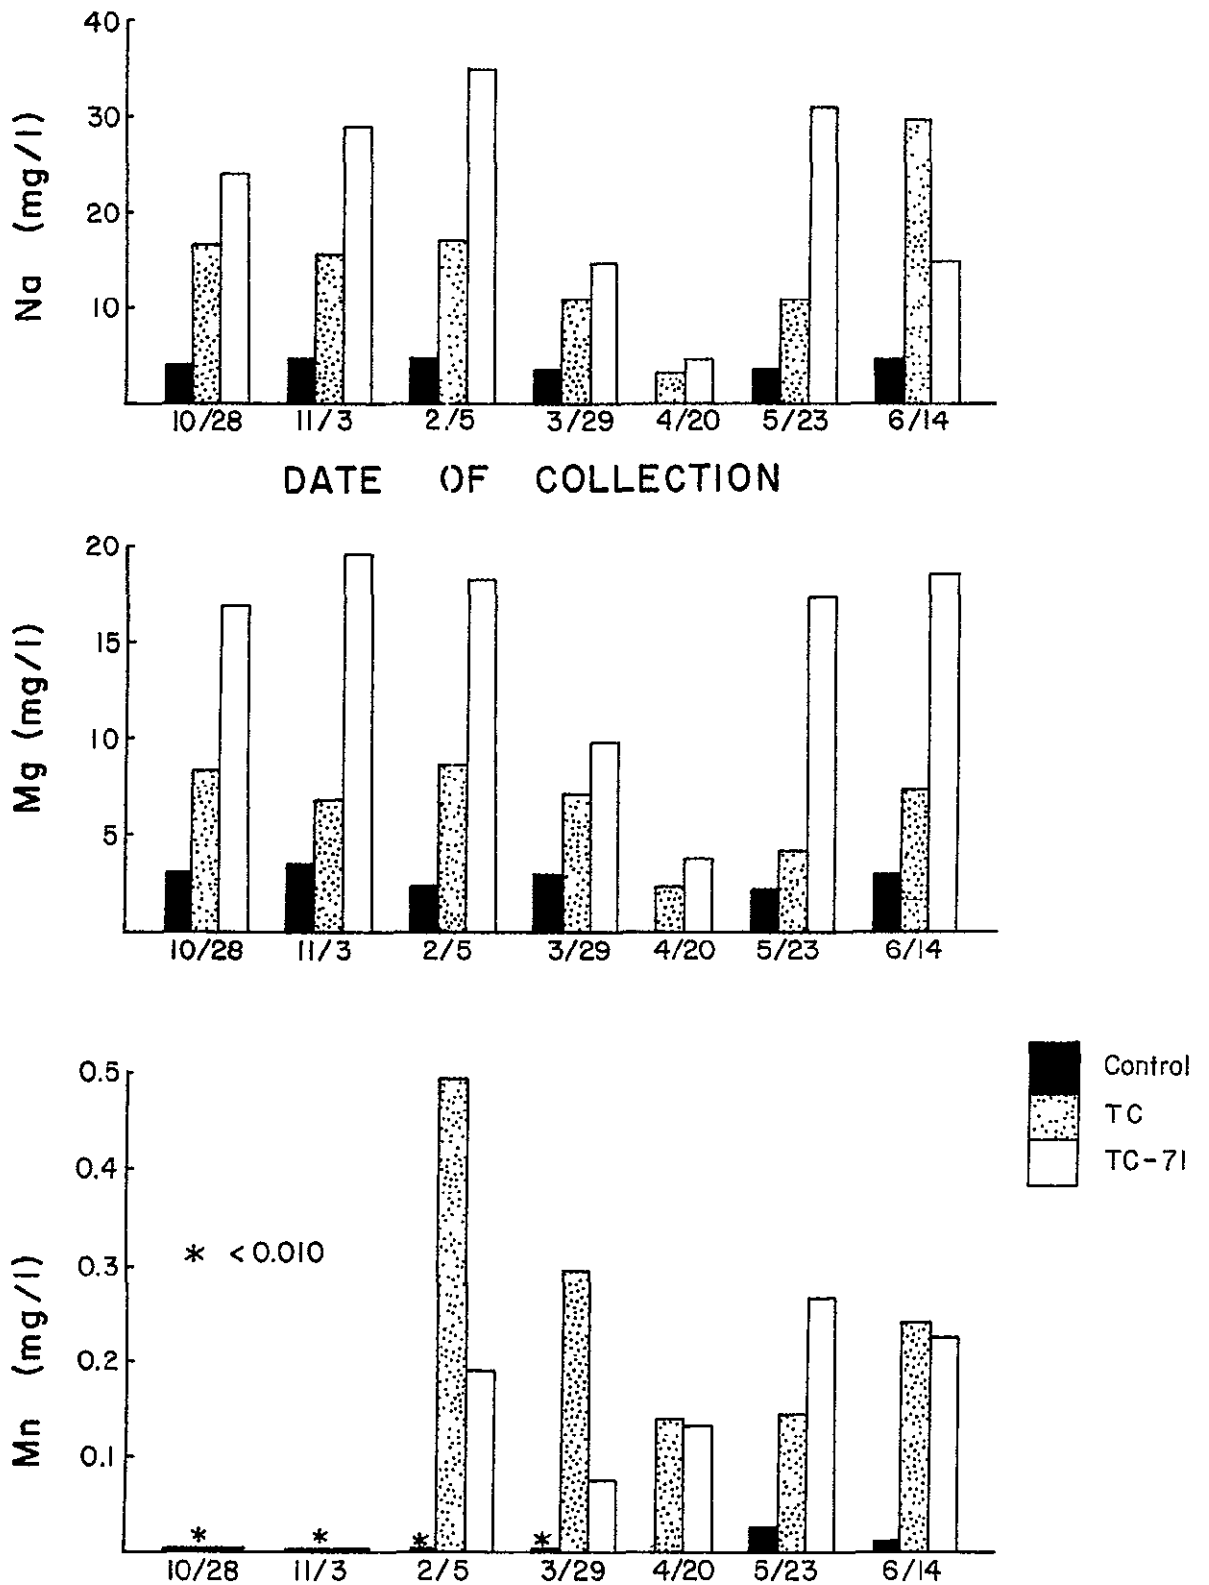 40
30
20
10
Na (mg/l)
10/28 11/3 2/5 3/29 4/20 5/23 6/14
DATE OF COLLECTION
20
15
10
5
Mg (mg/l)
10/28 11/3 2/5 3/29 4/20 5/23 6/14
0.5
0.4
0.3
0.2
0.1
Mn (mg/l)
* < 0.010
* * * *
10/28 11/3 2/5 3/29 4/20 5/23 6/14
Control
TC
TC-71